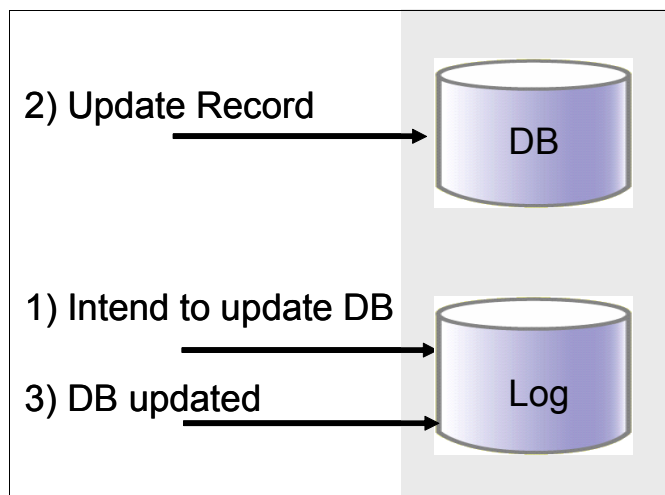 2) Update Record
DB
1) Intend to update DB
3) DB updated
Log